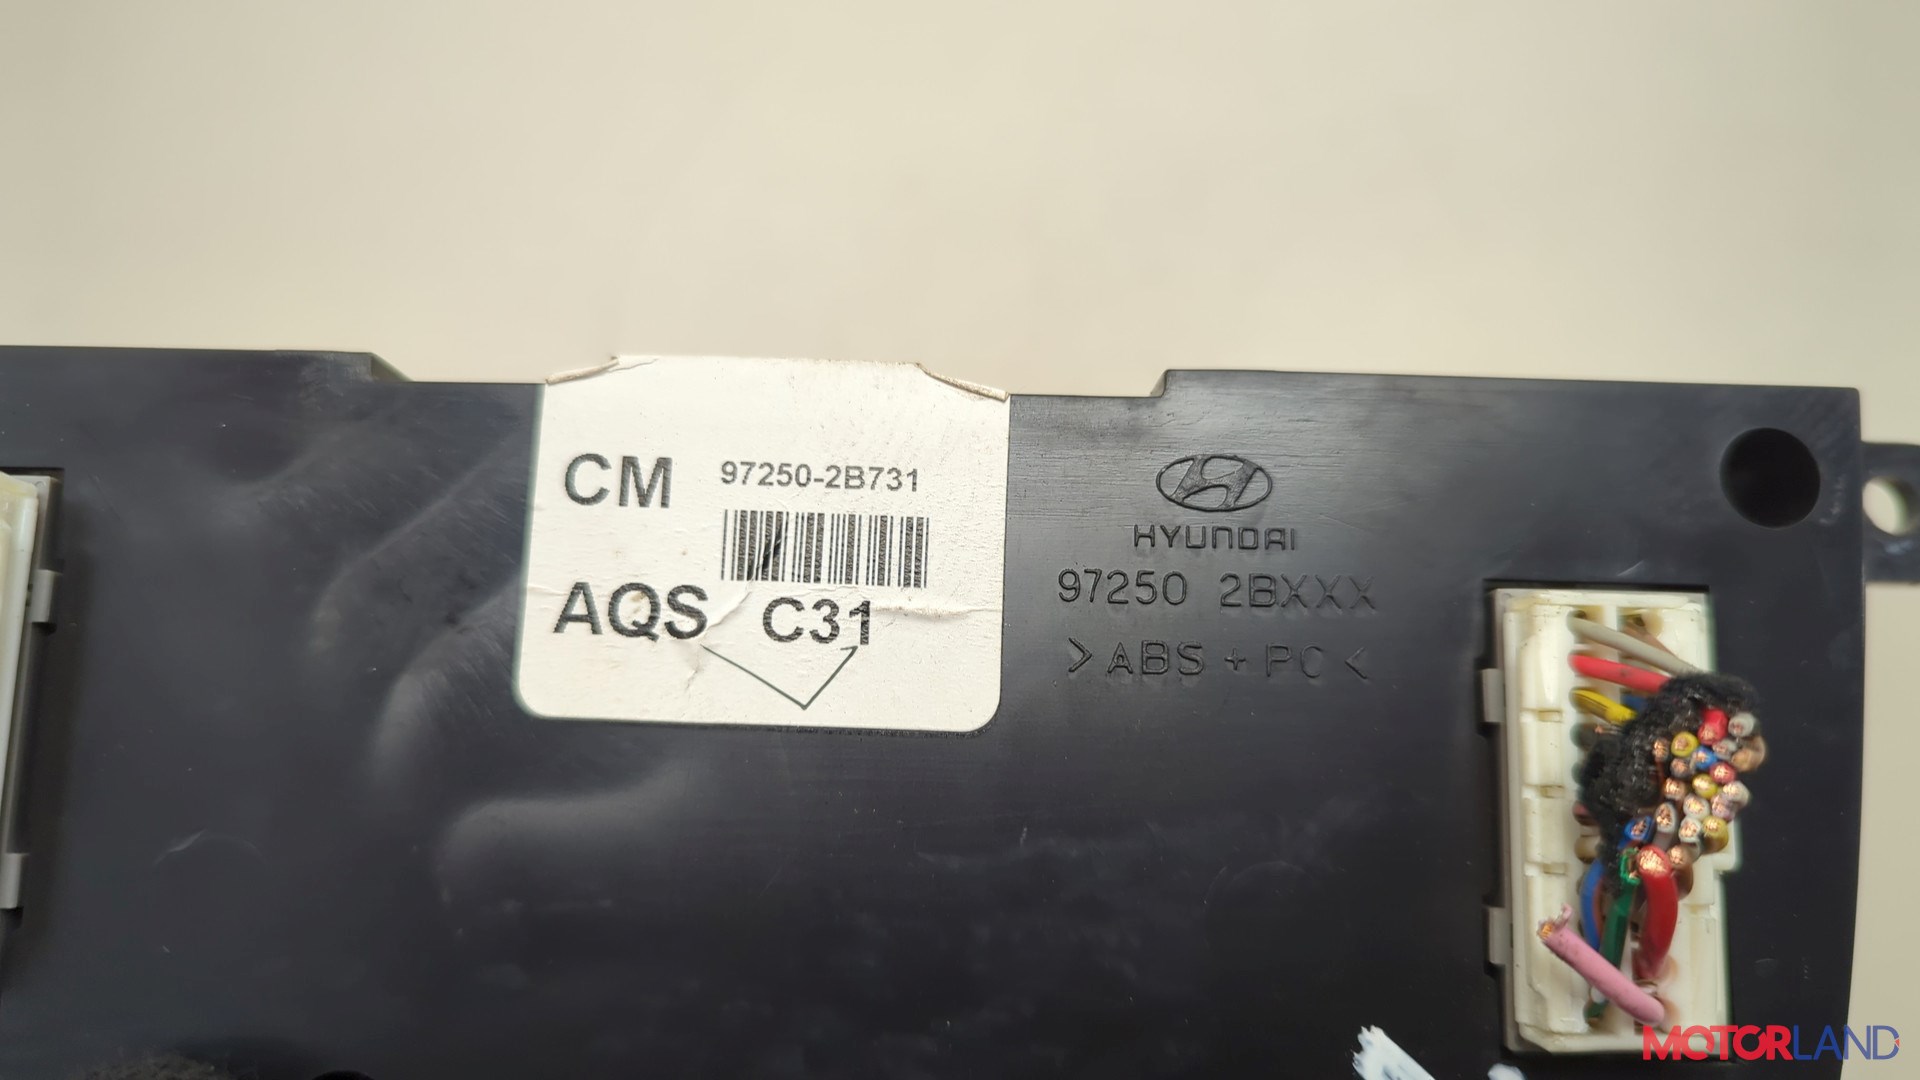 CM 97250-2B731
AQS C31
HYUNDAI
97250 2BXXX
>ABS + PC<
MOTORLAND